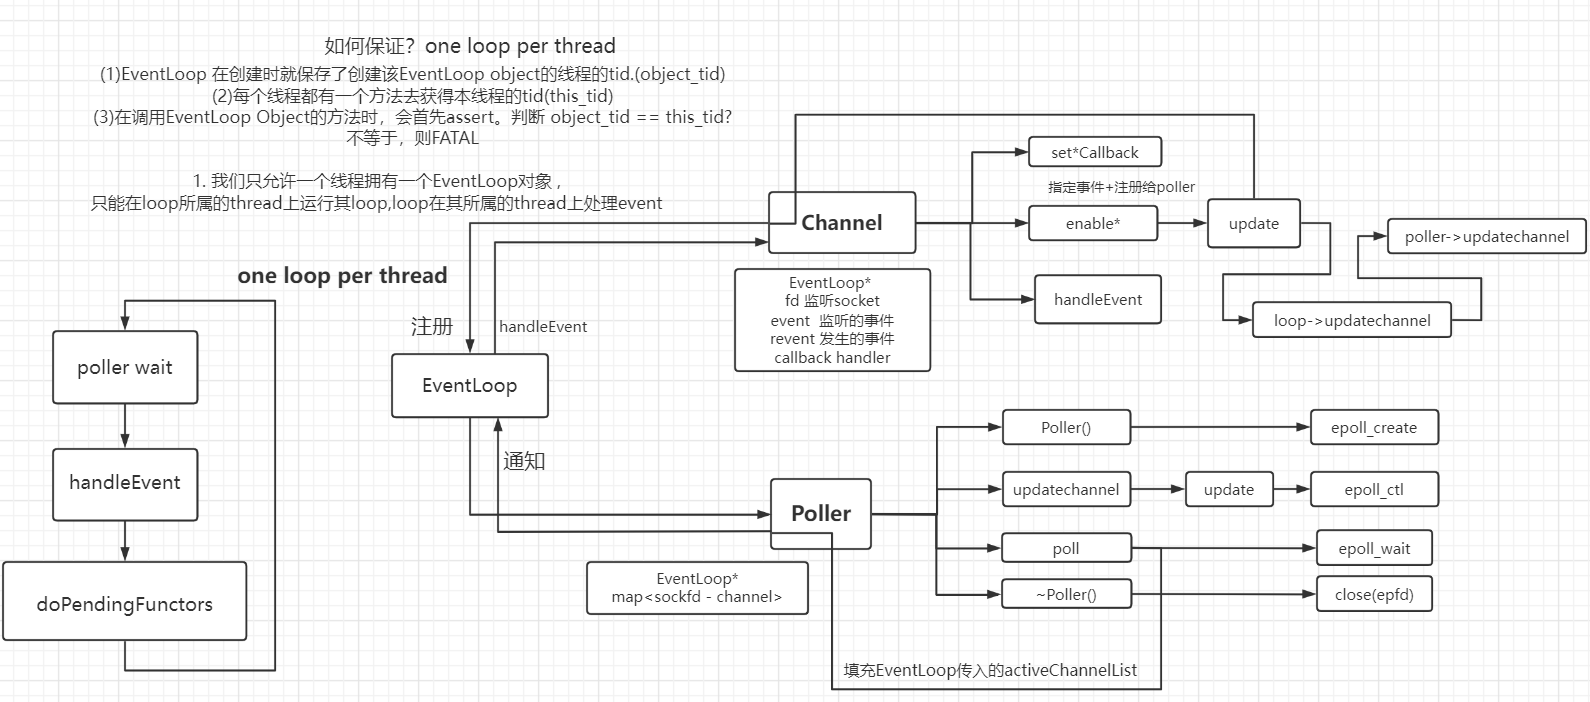 如何保证？one loop per thread
(1)EventLoop 在创建时就保存了创建该EventLoop object的线程的tid.(object_tid)
(2)每个线程都有一个方法去获得本线程的tid(this_tid)
(3)在调用EventLoop Object的方法时，会首先assert。判断 object_tid == this_tid?
不等于，则FATAL
1. 我们只允许一个线程拥有一个EventLoop对象，
只能在loop所属的thread上运行其loop,loop在其所属的thread上处理event
one loop per thread
poller wait
handleEvent
doPendingFunctors
注册
handleEvent
EventLoop
通知
Channel
EventLoop*
fd 监听socket
event 监听的事件
revent 发生的事件
callback handler
set*Callback
指定事件+注册给poller
enable*
update
handleEvent
loop->updatechannel
poller->updatechannel
Poller
EventLoop*
map<sockfd - channel>
Poller()
epoll_create
updatechannel
update
epoll_ctl
poll
epoll_wait
~Poller()
close(epfd)
填充EventLoop传入的activeChannelList